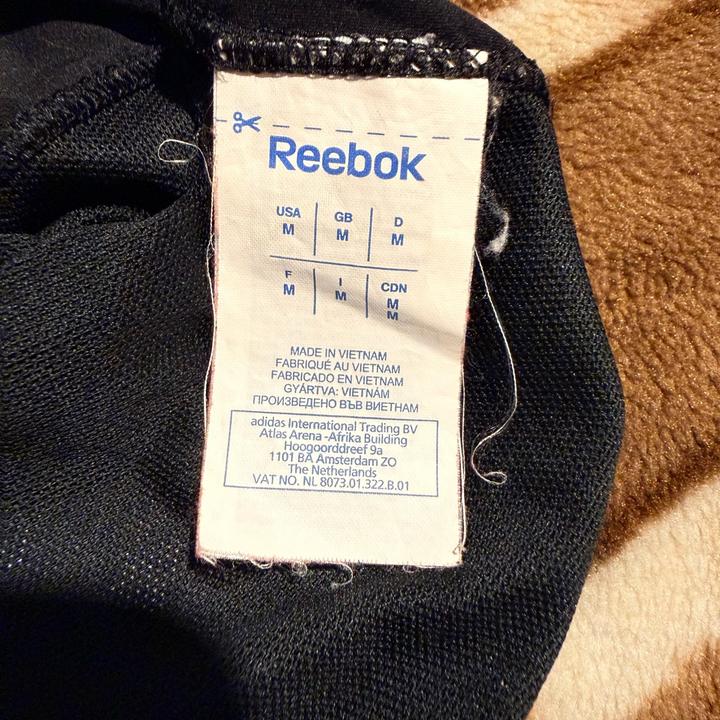 Reebok
USA GB D
M M M
F I CDN
M M M
M
MADE IN VIETNAM
FABRIQUÉ AU VIETNAM
FABRICADO EN VIETNAM
GYÁRTVA: VIETNÁM
ПРОИЗВЕДЕНО ВЪВ ВИЕТНАМ
adidas International Trading BV
Atlas Arena -Afrika Building
Hoogoorddreef 9a
1101 BA Amsterdam ZO
The Netherlands
VAT NO. NL 8073.01.322.B.01